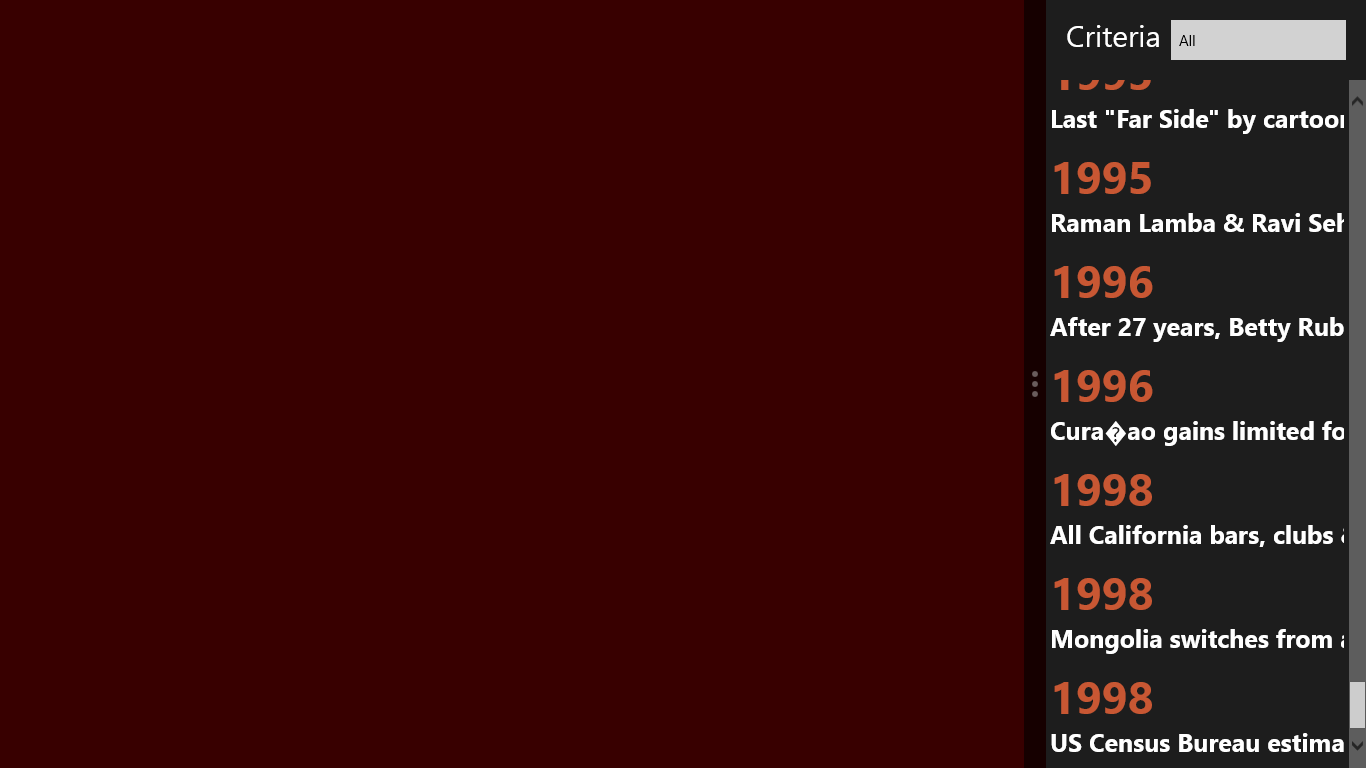 Criteria All
1995
Last "Far Side" by cartoon
1995
Raman Lamba & Ravi Seh
1996
After 27 years, Betty Rub
1996
Cura�ao gains limited fo
1998
All California bars, clubs &
1998
Mongolia switches from a
1998
US Census Bureau estima